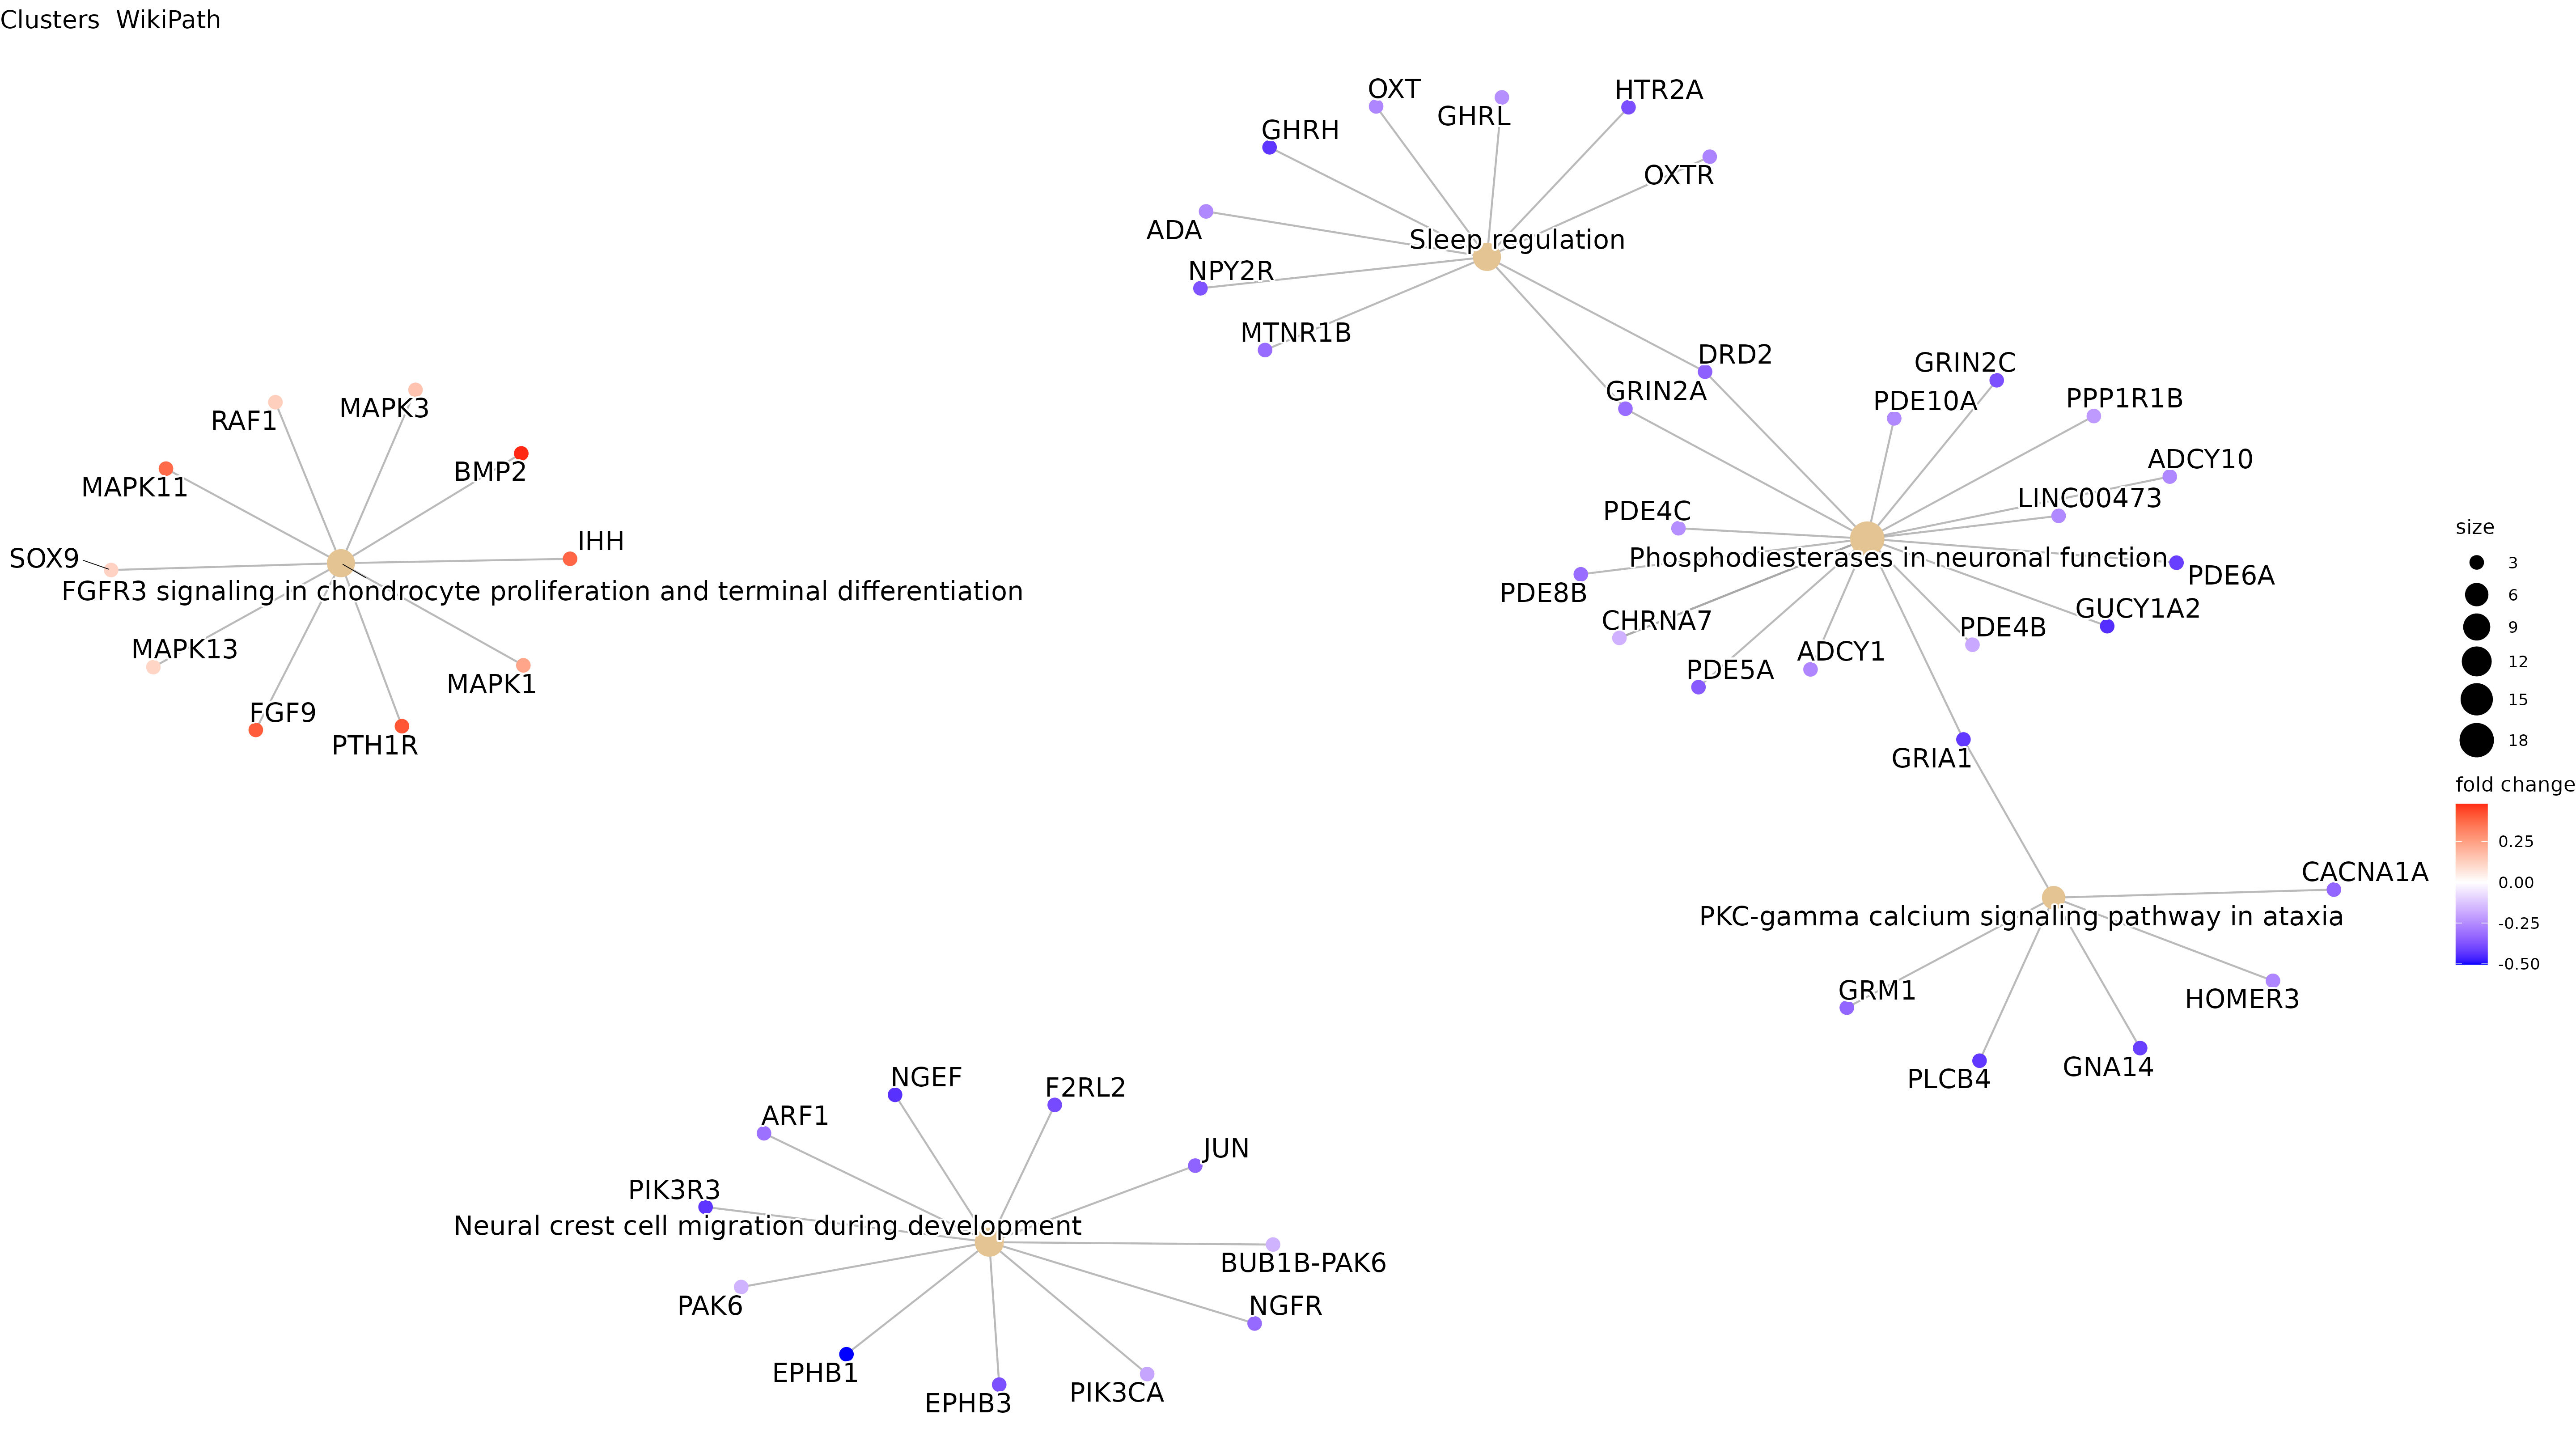 Clusters  WikiPath
OXT
GHRL
HTR2A
GHRH
OXTR
ADA
Sleep regulation
NPY2R
MTNR1B
DRD2
GRIN2C
GRIN2A
PDE10A
PPP1R1B
RAF1
MAPK3
BMP2
MAPK11
ADCY10
LINC00473
PDE4C
IHH
SOX9
Phosphodiesterases in neuronal function
PDE6A
FGFR3 signaling in chondrocyte proliferation and terminal differentiation
PDE8B
GUCY1A2
CHRNA7
PDE4B
MAPK13
ADCY1
PDE5A
MAPK1
FGF9
PTH1R
GRIA1
size
3
6
9
12
15
18
fold change
0.25
0.00
-0.25
-0.50
CACNA1A
PKC-gamma calcium signaling pathway in ataxia
GRM1
HOMER3
PLCB4
GNA14
NGEF
F2RL2
ARF1
JUN
PIK3R3
Neural crest cell migration during development
BUB1B-PAK6
PAK6
NGFR
EPHB1
EPHB3
PIK3CA